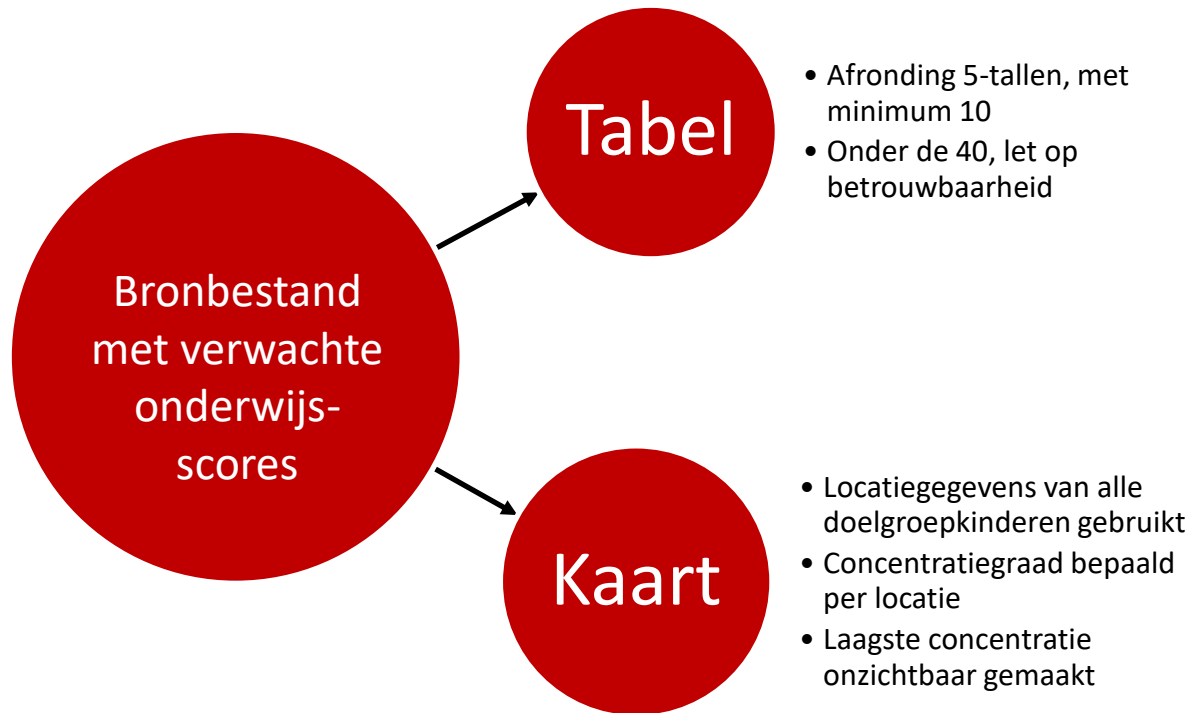 Bronbestand
met verwachte
onderwijs-
scores
Tabel
• Afronding 5-tallen, met
minimum 10
• Onder de 40, let op
betrouwbaarheid
Kaart
• Locatiegegevens van alle
doelgroepkinderen gebruikt
• Concentratiegraad bepaald
per locatie
• Laagste concentratie
onzichtbaar gemaakt